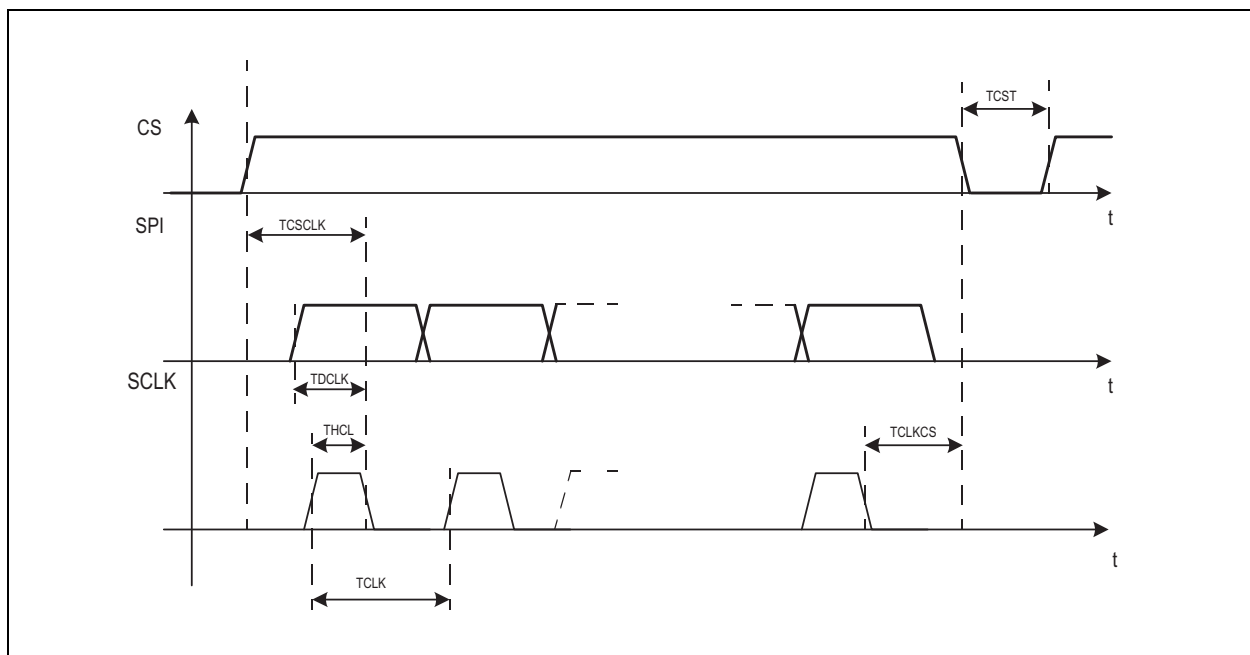 TCST
CS
t
SPI
TCSCLK
TDCLK
t
SCLK
THCL
TCLKCS
t
TCLK